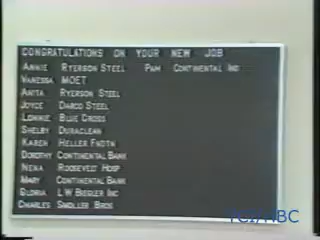 CONGRATULATIONS ON YOUR NEW JOB
ANNIE RYERSON STEEL PAM CONTINENTAL INC
VANESSA MOET
ANITA RYERSON STEEL
JOYCE DARCO STEEL
LONNIE BLUE CROSS
SHELBY DURACLEAN
KAREN HELLER FNDTN
DOROTHY CONTINENTAL BANK
NENA ROOSEVELT HOSP
MARY CONTINENTAL BANK
GLORIA L W BIEGLER INC
CHARLES SMOLLER BROS